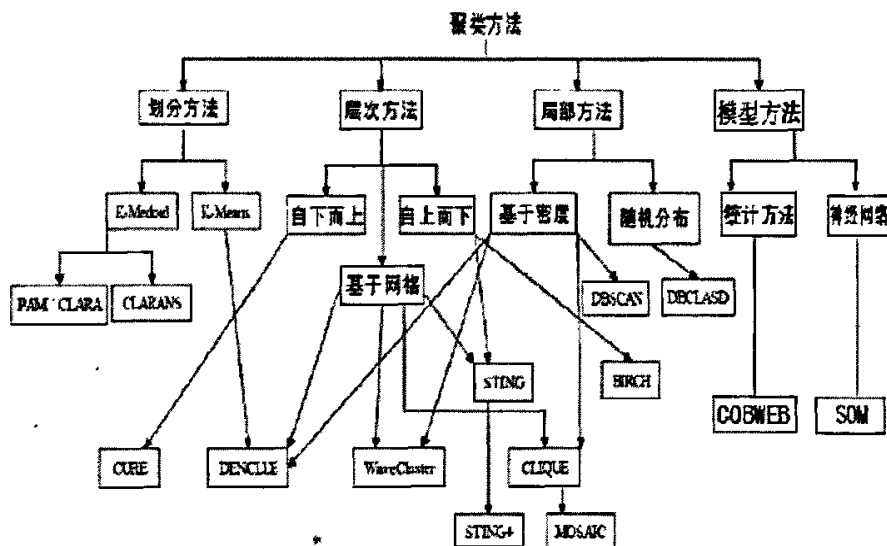 聚类方法
划分方法
层次方法
局部方法
模型方法
K-Medoid
K-Means
自下而上
自上而下
基于密度
随机分布
统计方法
神经网络
基于网格
PAM CLARA
CLARANS
DBSCAN
DBCLASD
STING
BIRCH
COBWEB
SOM
CURE
DENCLUE
WaveCluster
CLIQUE
STING+
MOSAIC